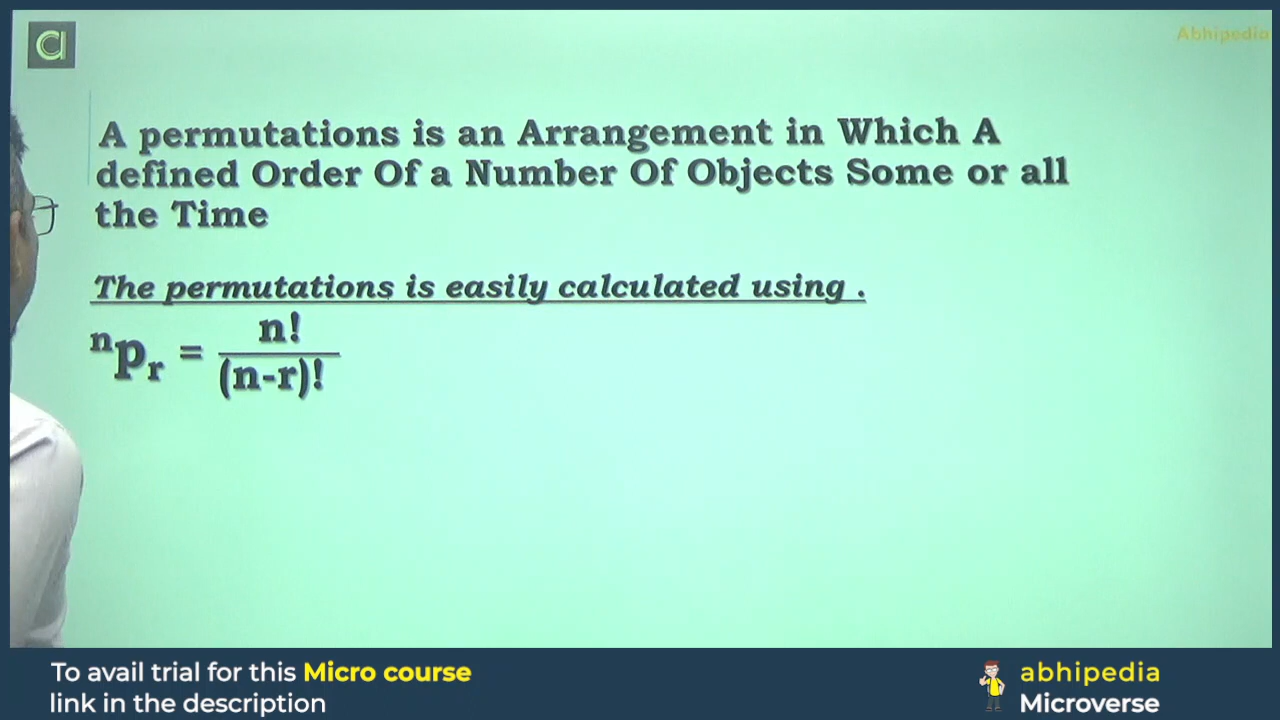 Abhipedia
A permutations is an Arrangement in Which A
defined Order Of a Number Of Objects Some or all
the Time
The permutations is easily calculated using .
ⁿpᵣ = n!/(n-r)!
To avail trial for this Micro course
link in the description
abhipedia
Microverse